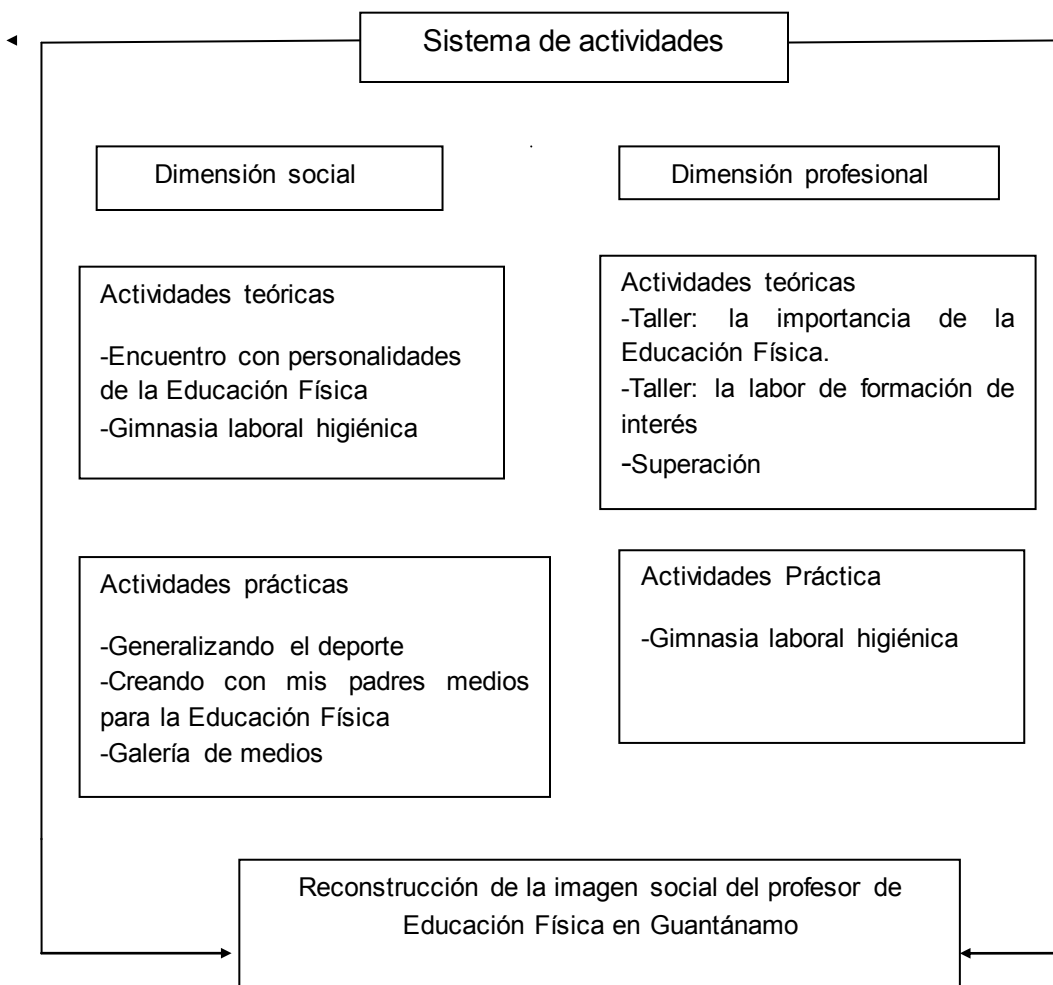 Sistema de actividades
Dimensión social
Dimensión profesional
Actividades teóricas
-Encuentro con personalidades
de la Educación Física
-Gimnasia laboral higiénica
Actividades teóricas
-Taller: la importancia de la
Educación Física.
-Taller: la labor de formación de
interés
-Superación
Actividades prácticas
-Generalizando el deporte
-Creando con mis padres medios
para la Educación Física
-Galería de medios
Actividades Práctica
-Gimnasia laboral higiénica
Reconstrucción de la imagen social del profesor de
Educación Física en Guantánamo